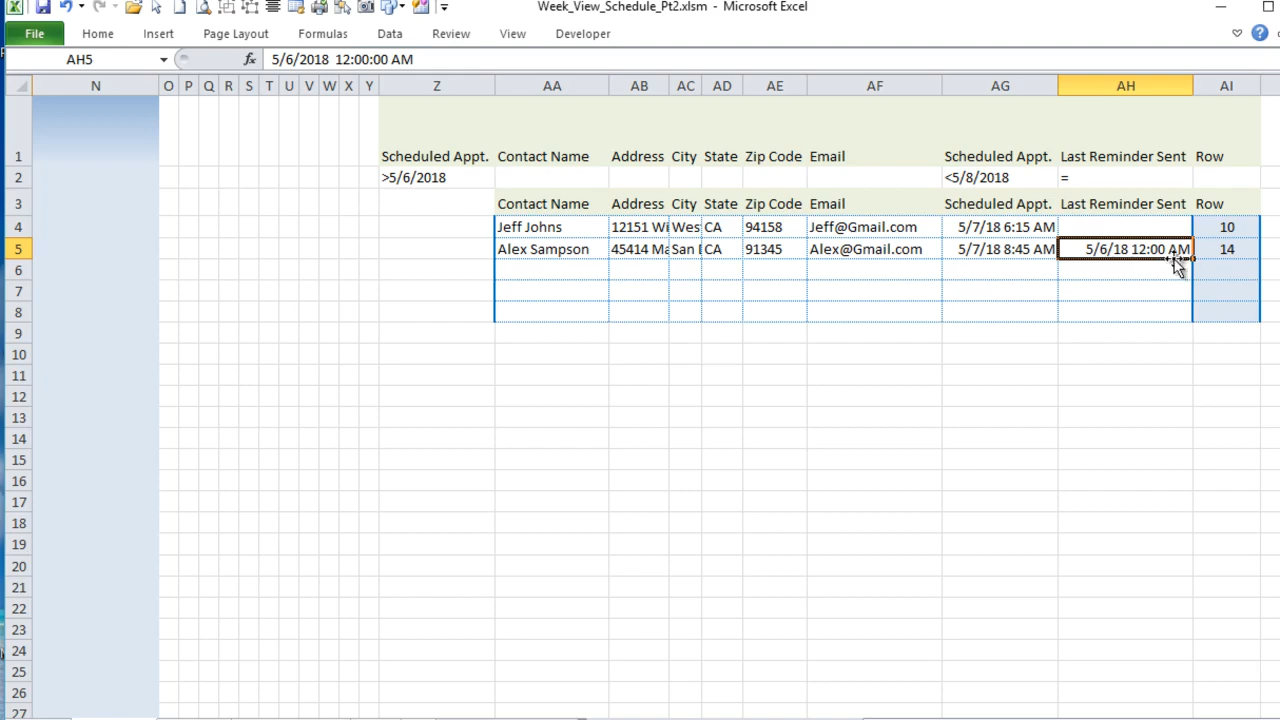 Week_View_Schedule_Pt2.xlsm - Microsoft Excel
File Home Insert Page Layout Formulas Data Review View Developer
AH5 fx 5/6/2018 12:00:00 AM
N O P Q R S T U V W X Y Z AA AB AC AD AE AF AG AH AI
1 Scheduled Appt. Contact Name Address City State Zip Code Email Scheduled Appt. Last Reminder Sent Row
2 >5/6/2018 <5/8/2018 =
3 Contact Name Address City State Zip Code Email Scheduled Appt. Last Reminder Sent Row
4 Jeff Johns 12151 Wi Wes CA 94158 Jeff@Gmail.com 5/7/18 6:15 AM 10
5 Alex Sampson 45414 Ma San CA 91345 Alex@Gmail.com 5/7/18 8:45 AM 5/6/18 12:00 AM 14
6
7
8
9
10
11
12
13
14
15
16
17
18
19
20
21
22
23
24
25
26
27